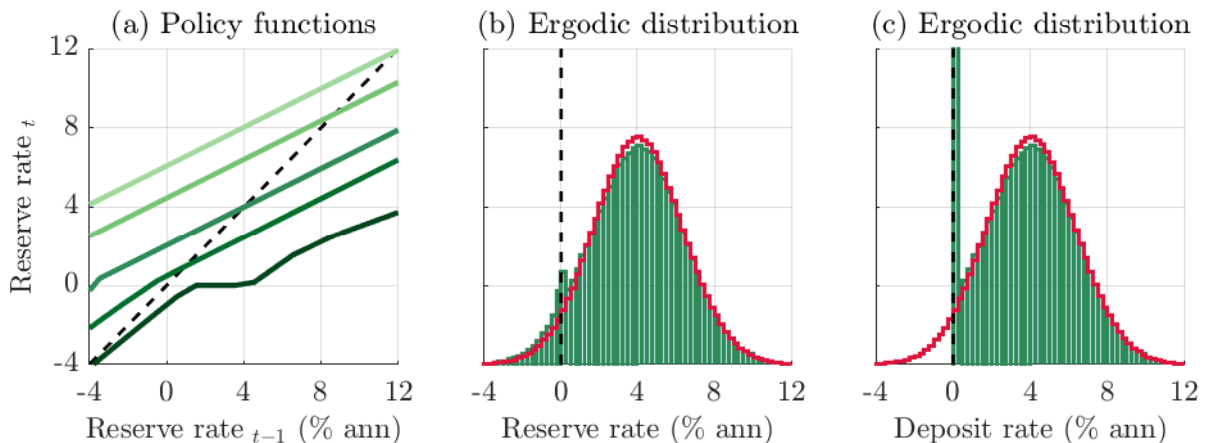 (a) Policy functions
12
8
4
0
-4
-4 0 4 8 12
Reserve rate t
Reserve rate t−1 (% ann)
(b) Ergodic distribution
-4 0 4 8 12
Reserve rate (% ann)
(c) Ergodic distribution
-4 0 4 8 12
Deposit rate (% ann)